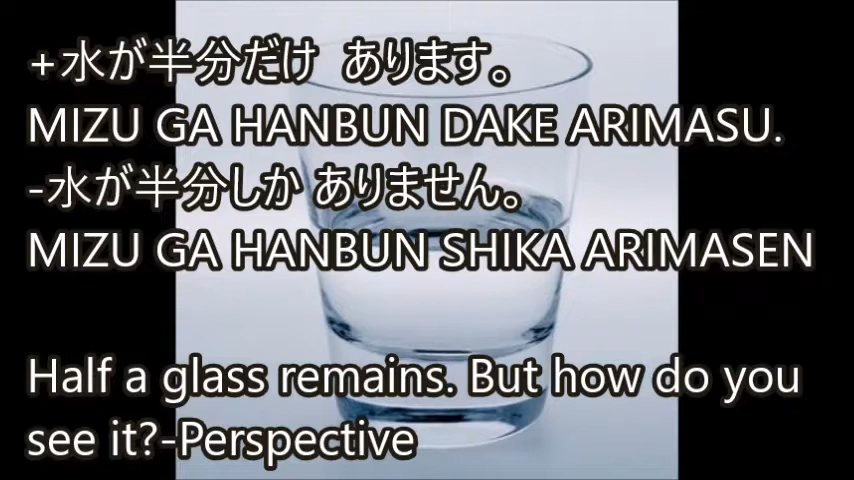 +水が半分だけ あります。
MIZU GA HANBUN DAKE ARIMASU.
-水が半分しか ありません。
MIZU GA HANBUN SHIKA ARIMASEN
Half a glass remains. But how do you
see it?-Perspective